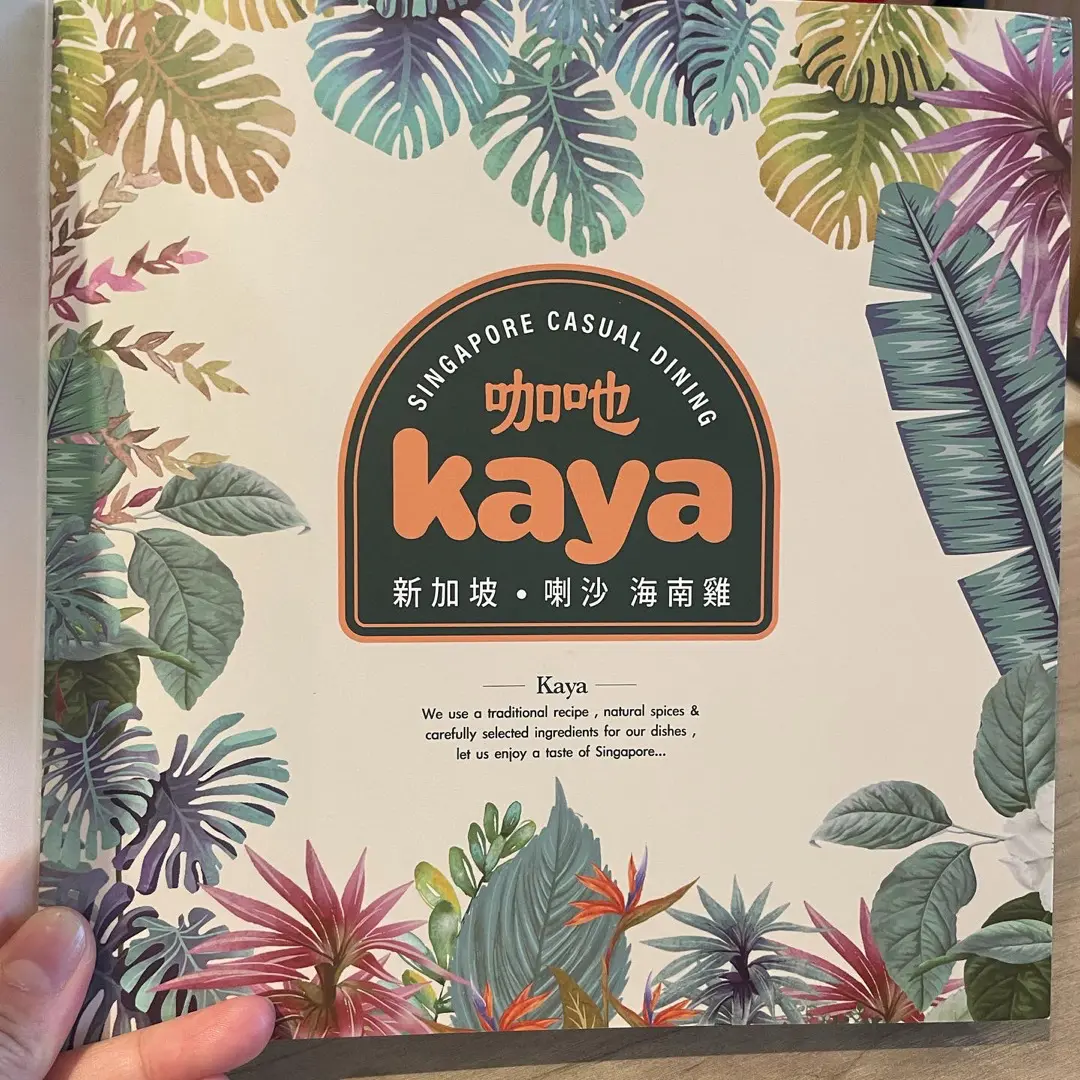 SINGAPORE CASUAL DINING
咖吔
kaya
新加坡•喇沙 海南雞
Kaya
We use a traditional recipe , natural spices &
carefully selected ingredients for our dishes ,
let us enjoy a taste of Singapore...